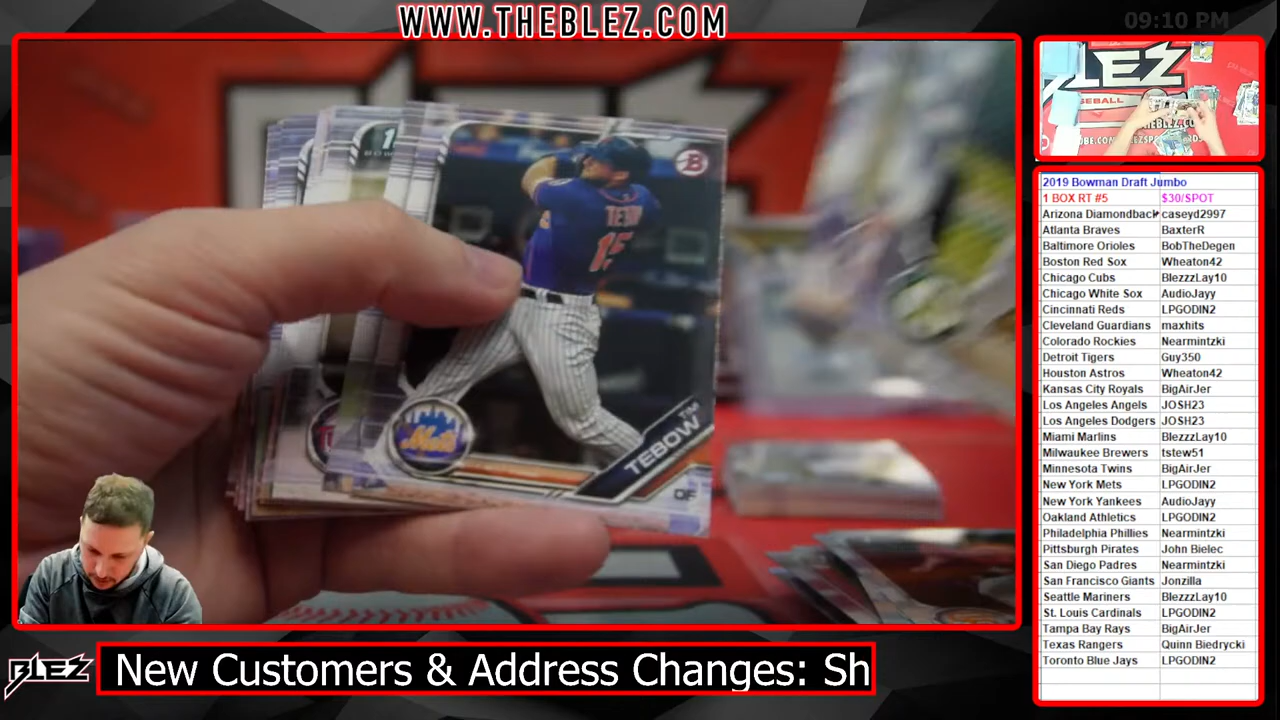 WWW.THEBLEZ.COM
09:10 PM
LEZ
BASEBALL
THEBLEZ.CO
B
TEBOW
15
Mets
TIM
TEBOW
OF
1
2019 Bowman Draft Jumbo
1 BOX RT #5 $30/SPOT
Arizona Diamondback caseyd2997
Atlanta Braves BaxterR
Baltimore Orioles BobTheDegen
Boston Red Sox Wheaton42
Chicago Cubs BlezzzLay10
Chicago White Sox AudioJayy
Cincinnati Reds LPGODIN2
Cleveland Guardians maxhits
Colorado Rockies Nearmintzki
Detroit Tigers Guy350
Houston Astros Wheaton42
Kansas City Royals BigAirJer
Los Angeles Angels JOSH23
Los Angeles Dodgers JOSH23
Miami Marlins BlezzzLay10
Milwaukee Brewers tstew51
Minnesota Twins BigAirJer
New York Mets LPGODIN2
New York Yankees AudioJayy
Oakland Athletics LPGODIN2
Philadelphia Phillies Nearmintzki
Pittsburgh Pirates John Bielec
San Diego Padres Nearmintzki
San Francisco Giants Jonzilla
Seattle Mariners BlezzzLay10
St. Louis Cardinals LPGODIN2
Tampa Bay Rays BigAirJer
Texas Rangers Quinn Biedrycki
Toronto Blue Jays LPGODIN2
BLEZ
New Customers & Address Changes: Sh